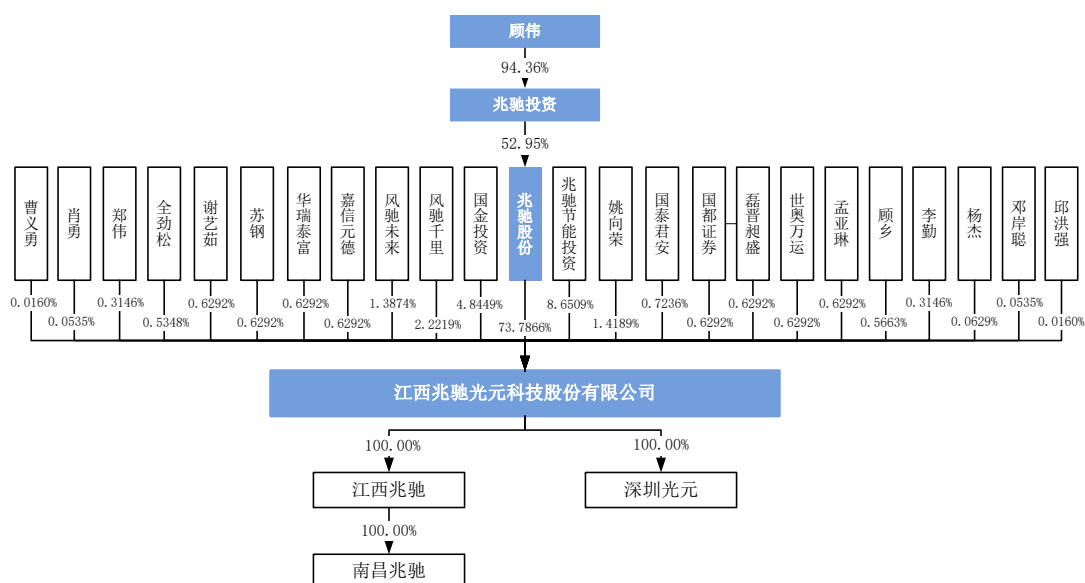 顾伟
94.36%
兆驰投资
52.95%
曹义勇
肖勇
郑伟
全劲松
谢艺茹
苏钢
华瑞泰富
嘉信元德
风驰未来
风驰千里
国金投资
兆驰股份
兆驰节能投资
姚向荣
国泰君安
国都证券
磊晋昶盛
世奥万运
孟亚琳
顾乡
李勤
杨杰
邓岸聪
邱洪强
0.0160%
0.3146%
0.6292%
0.6292%
1.3874%
4.8449%
8.6509%
0.7236%
0.6292%
0.6292%
0.3146%
0.0535%
0.0535%
0.5348%
0.6292%
0.6292%
2.2219%
73.7866%
1.4189%
0.6292%
0.6292%
0.5663%
0.0629%
0.0160%
江西兆驰光元科技股份有限公司
100.00%
100.00%
江西兆驰
深圳光元
100.00%
南昌兆驰